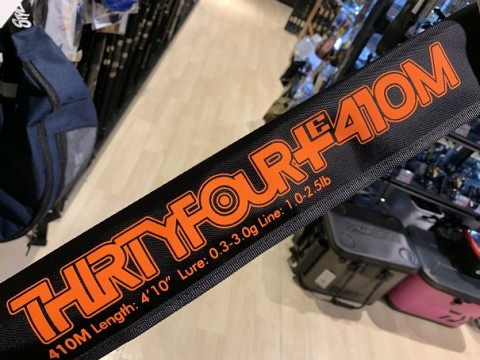 THIRTYFOUR LE 410M
410M Length: 4'10" Lure: 0.3-3.0g Line: 1.0-2.5lb